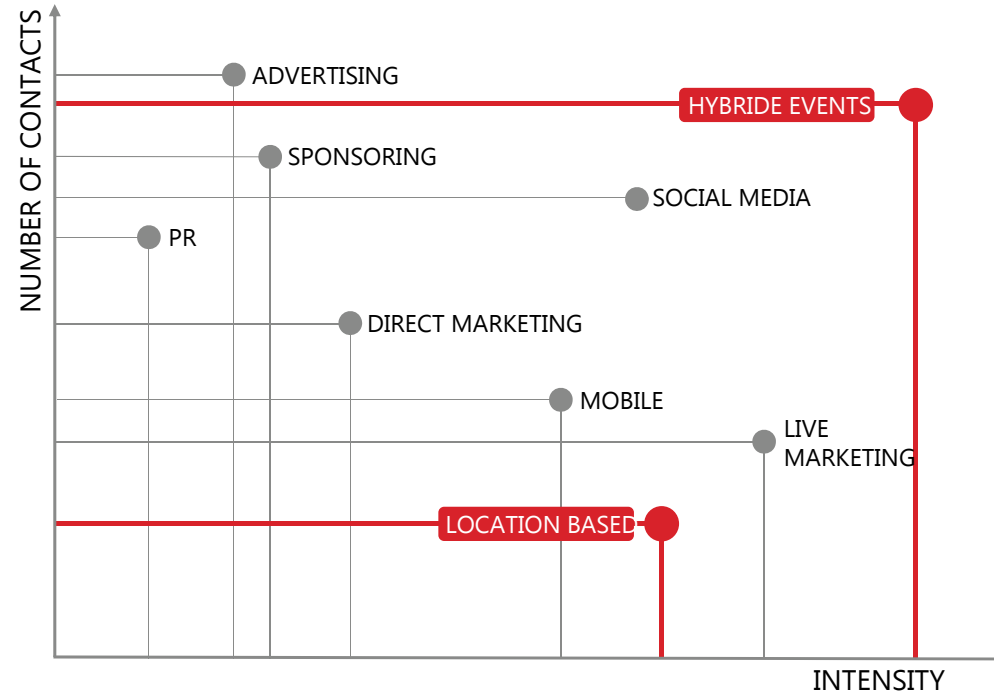 NUMBER OF CONTACTS
ADVERTISING
HYBRIDE EVENTS
SPONSORING
SOCIAL MEDIA
PR
DIRECT MARKETING
MOBILE
LIVE
MARKETING
LOCATION BASED
INTENSITY